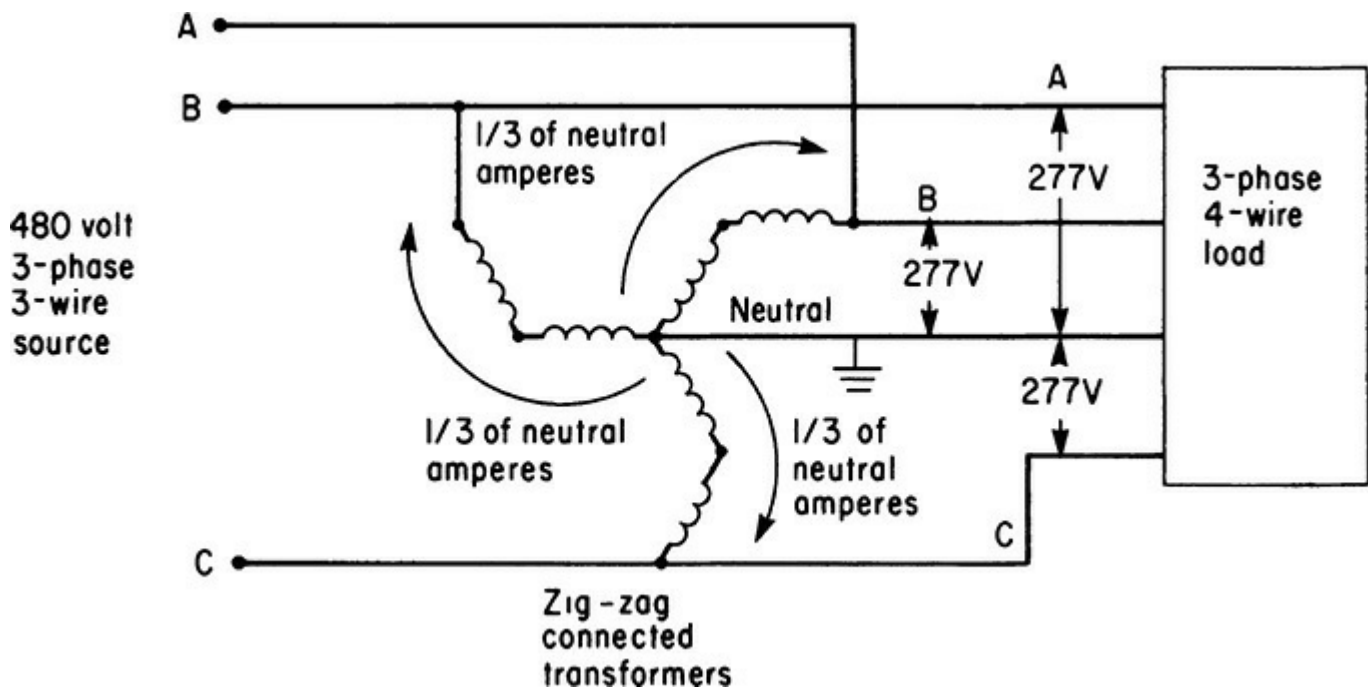 A
B
A
1/3 of neutral
amperes
277V
3-phase
4-wire
load
480 volt
3-phase
3-wire
source
B
277V
Neutral
277V
1/3 of neutral
amperes
1/3 of
neutral
amperes
C
C
Zig-zag
connected
transformers